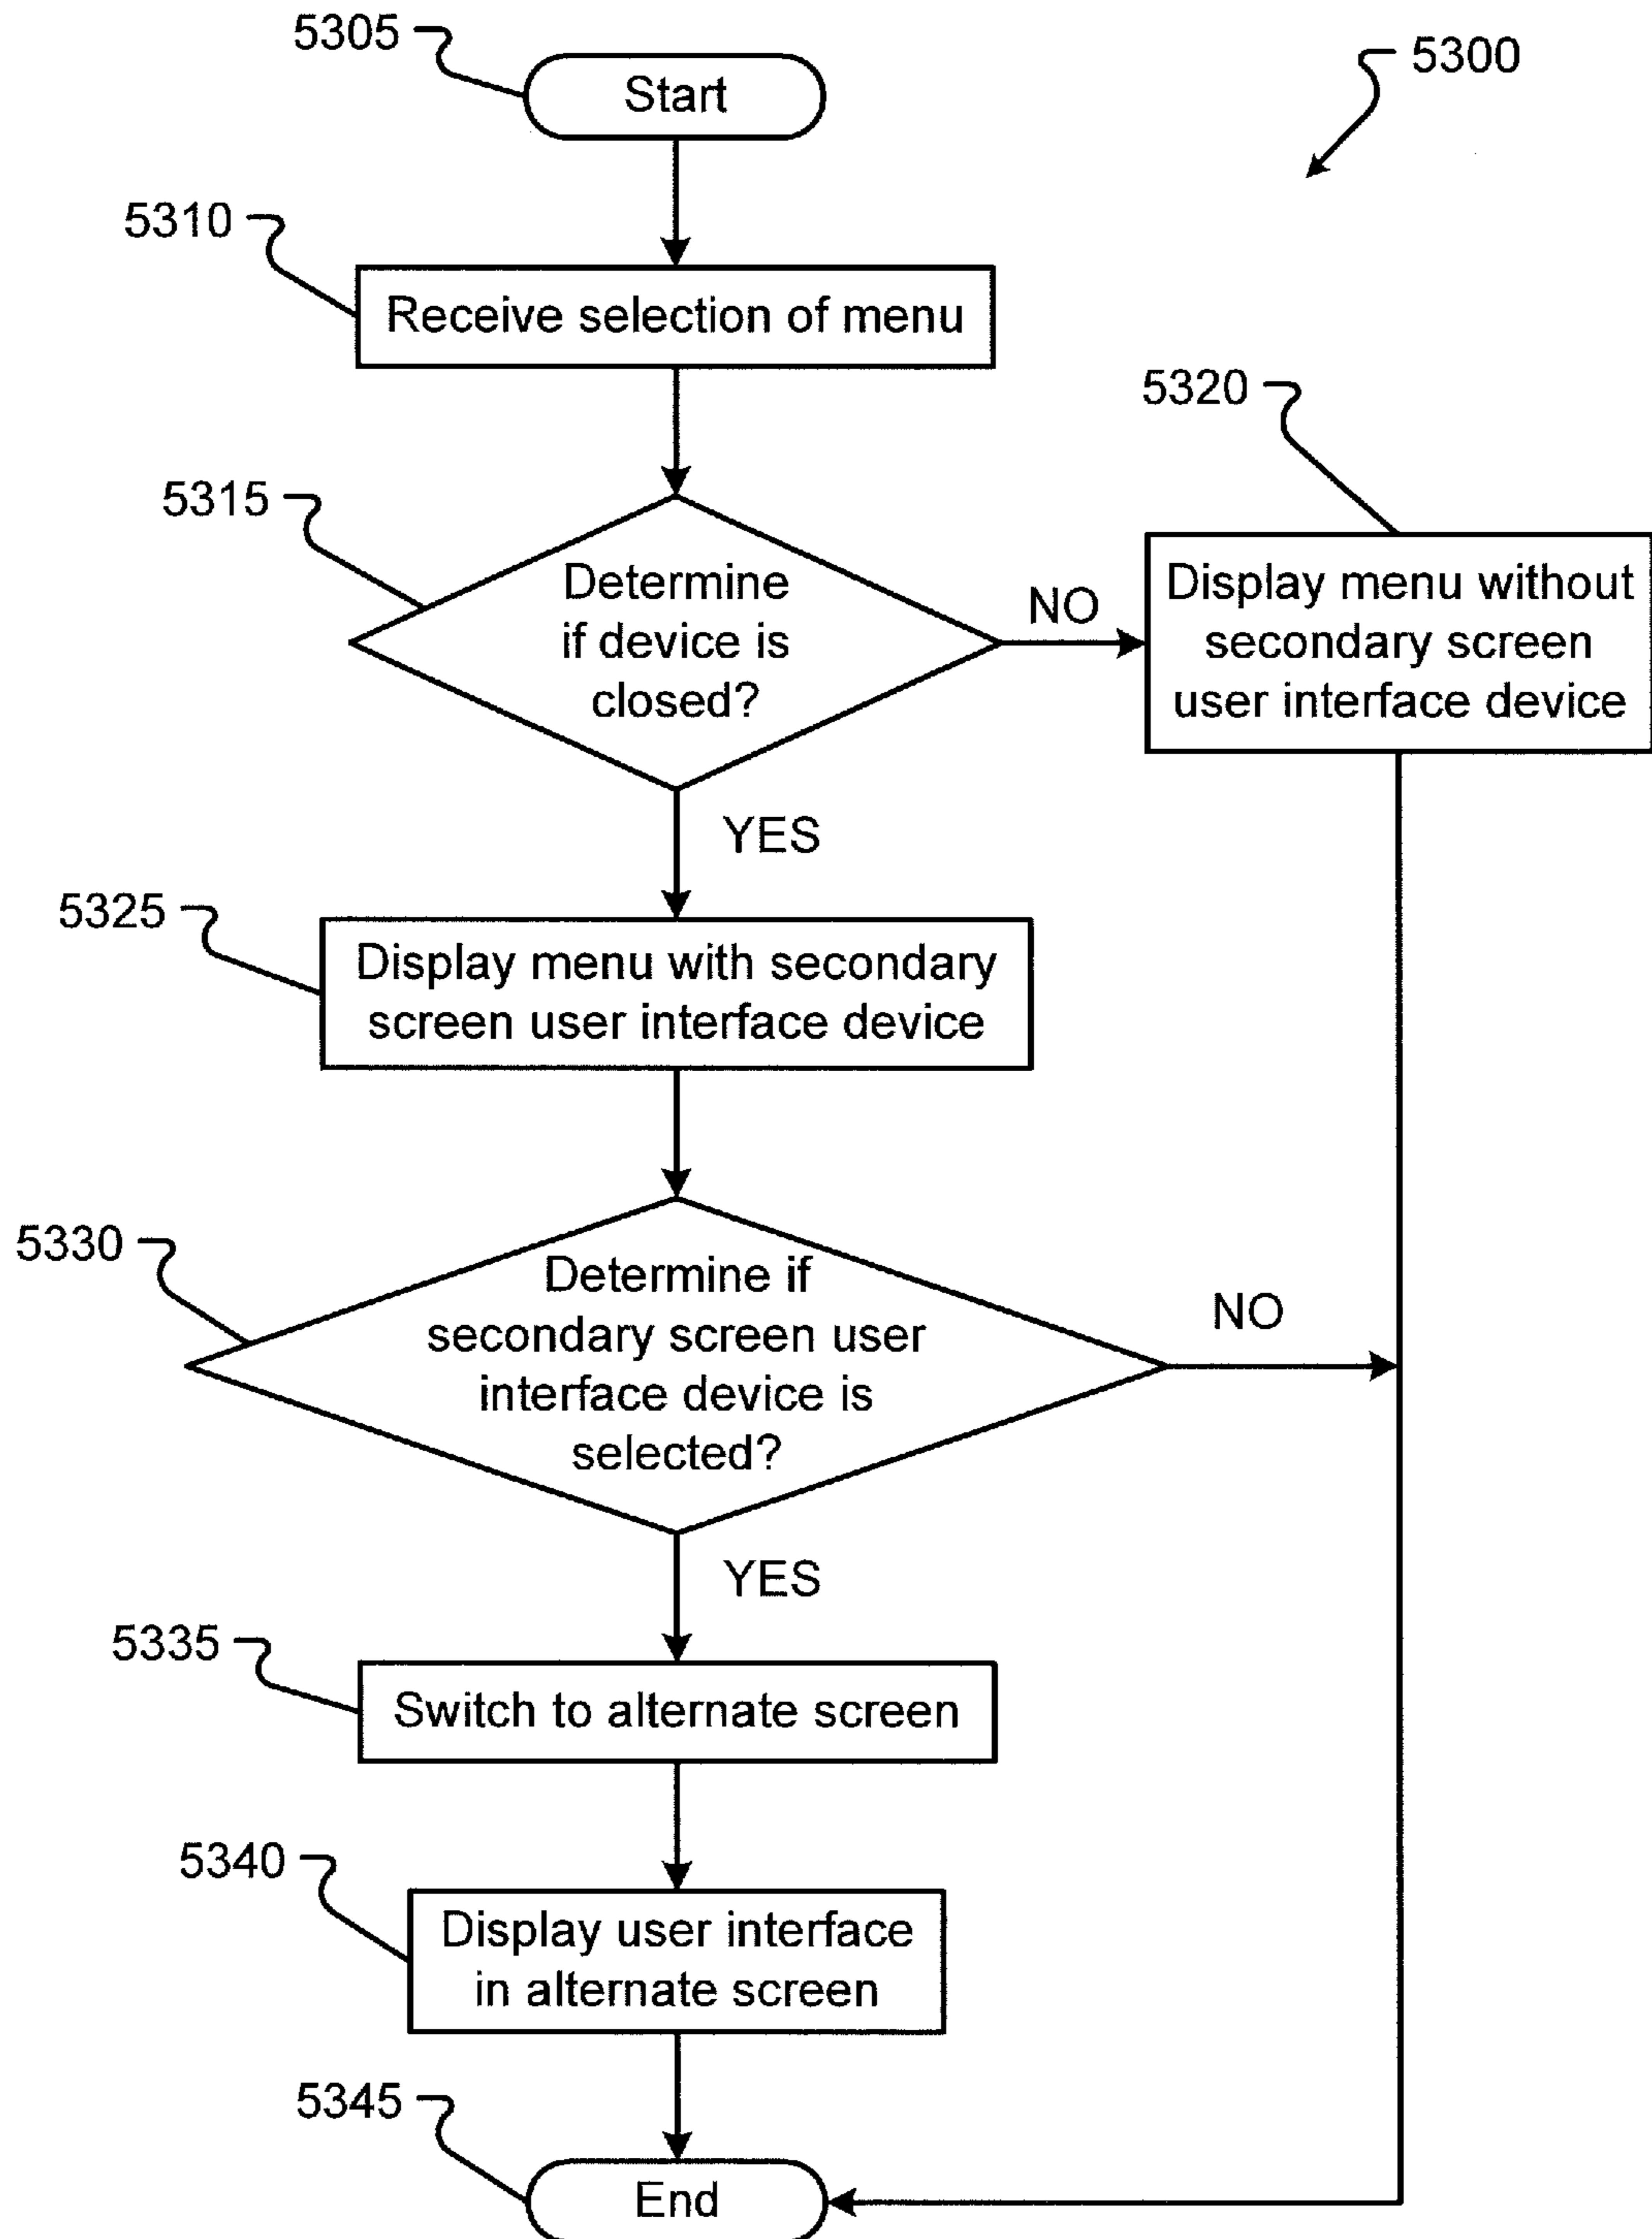 5305
Start
5300
5310
Receive selection of menu
5320
5315
Determine
if device is
closed?
NO
Display menu without
secondary screen
user interface device
YES
5325
Display menu with secondary
screen user interface device
5330
Determine if
secondary screen user
interface device is
selected?
NO
YES
5335
Switch to alternate screen
5340
Display user interface
in alternate screen
5345
End